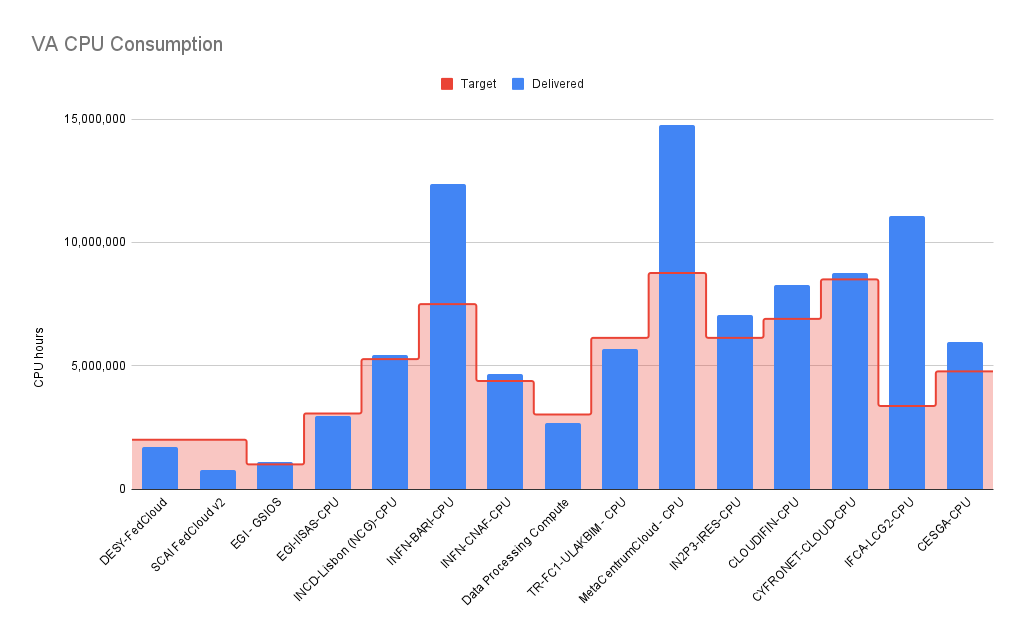 VA CPU Consumption
Target
Delivered
CPU hours
15,000,000
10,000,000
5,000,000
0
DESY-FedCloud
SCAI FedCloud v2
EGI - GSIOS
EGI-IISAS-CPU
INCD-Lisbon (NCG)-CPU
INFN-BARI-CPU
INFN-CNAF-CPU
Data Processing Compute
TR-FC1-ULAKBIM - CPU
MetaCentrumCloud - CPU
IN2P3-IRES-CPU
CLOUDIFIN-CPU
CYFRONET-CLOUD-CPU
IFCA-LCG2-CPU
CESGA-CPU